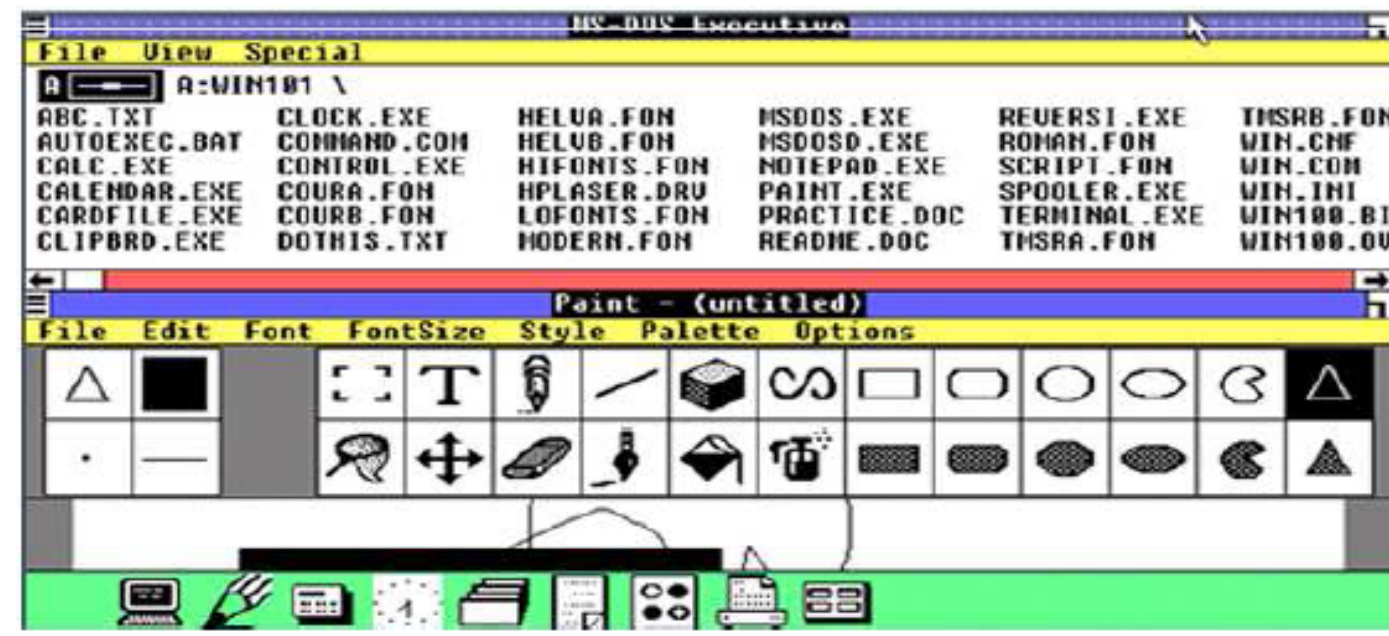 MS-DOS Executive
File View Special
A A:WIN101 \
ABC.TXT CLOCK.EXE HELVA.FON MSDOS.EXE REVERSI.EXE TMSRB.FON
AUTOEXEC.BAT COMMAND.COM HELVB.FON MSDOSD.EXE ROMAN.FON WIN.CNF
CALC.EXE CONTROL.EXE HIFONTS.FON NOTEPAD.EXE SCRIPT.FON WIN.COM
CALENDAR.EXE COURA.FON HPLASER.DRV PAINT.EXE SPOOLER.EXE WIN.INI
CARDFILE.EXE COURB.FON LOFONTS.FON PRACTICE.DOC TERMINAL.EXE WIN100.BI
CLIPBRD.EXE DOTHIS.TXT MODERN.FON README.DOC TMSRA.FON WIN100.OV
Paint - (untitled)
File Edit Font FontSize Style Palette Options
T